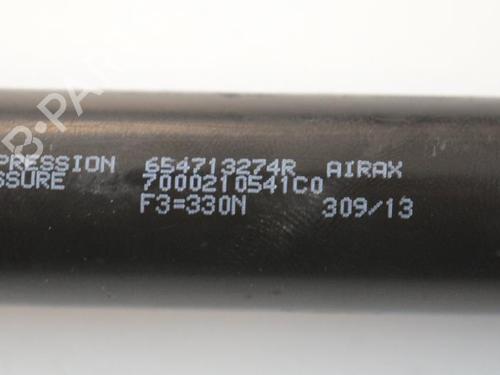 PRESSION 654713274R AIRAX
SSURE 7000210541C0
F3=330N 309/13